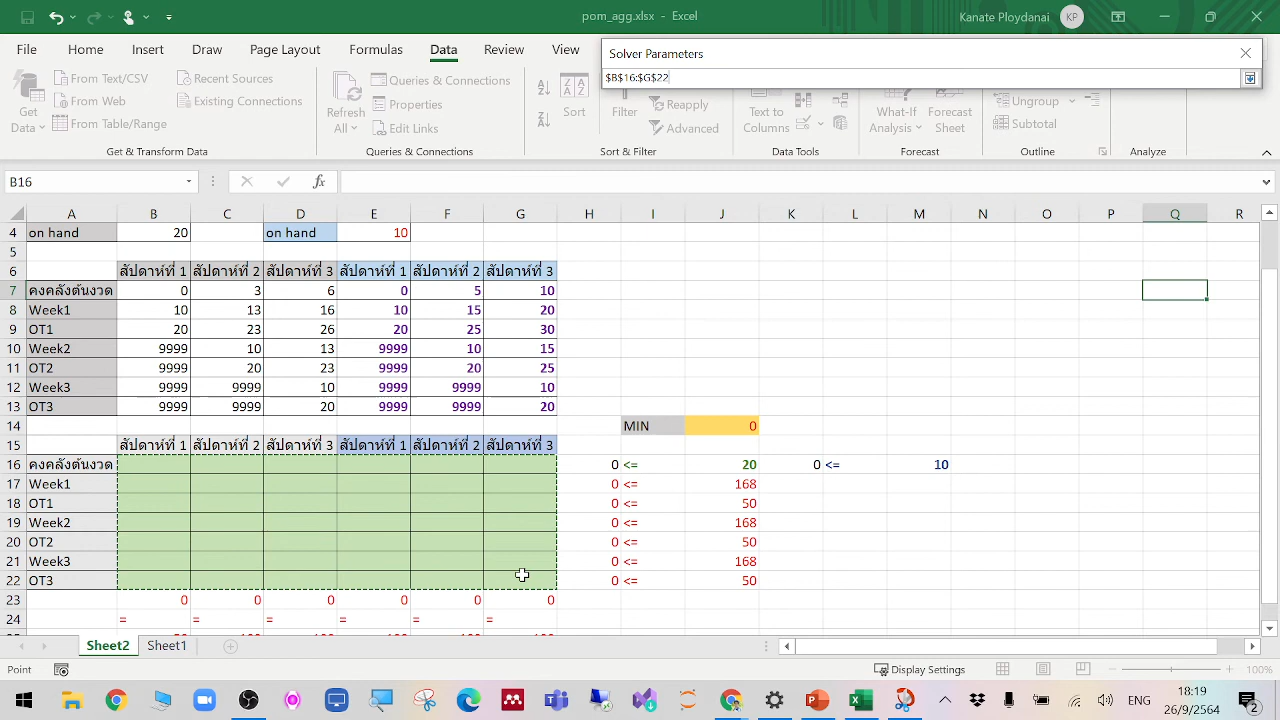 pom_agg.xlsx - Excel
Kanate Ploydanai KP
File Home Insert Draw Page Layout Formulas Data Review View
Solver Parameters
$B$16:$G$22
Get Data
From Text/CSV
From Web
From Table/Range
Recent Sources
Existing Connections
Get & Transform Data
Refresh All
Queries & Connections
Properties
Edit Links
Queries & Connections
Sort
Filter
Reapply
Advanced
Sort & Filter
Text to Columns
Data Tools
What-If Analysis
Forecast Sheet
Forecast
Ungroup
Subtotal
Outline
Analyze
B16
fx
A B C D E F G H I J K L M N O P Q R
4 on hand 20 on hand 10
5
6 สัปดาห์ที่ 1 สัปดาห์ที่ 2 สัปดาห์ที่ 3 สัปดาห์ที่ 1 สัปดาห์ที่ 2 สัปดาห์ที่ 3
7 คงคลังต้นงวด 0 3 6 0 5 10
8 Week1 10 13 16 10 15 20
9 OT1 20 23 26 20 25 30
10 Week2 9999 10 13 9999 10 15
11 OT2 9999 20 23 9999 20 25
12 Week3 9999 9999 10 9999 9999 10
13 OT3 9999 9999 20 9999 9999 20
14 MIN 0
15 สัปดาห์ที่ 1 สัปดาห์ที่ 2 สัปดาห์ที่ 3 สัปดาห์ที่ 1 สัปดาห์ที่ 2 สัปดาห์ที่ 3
16 คงคลังต้นงวด 0 <= 20 0 <= 10
17 Week1 0 <= 168
18 OT1 0 <= 50
19 Week2 0 <= 168
20 OT2 0 <= 50
21 Week3 0 <= 168
22 OT3 0 <= 50
23 0 0 0 0 0 0
24 = = = = = =
Sheet2 Sheet1
Point
Display Settings
100%
ENG
18:19
26/9/2564
2